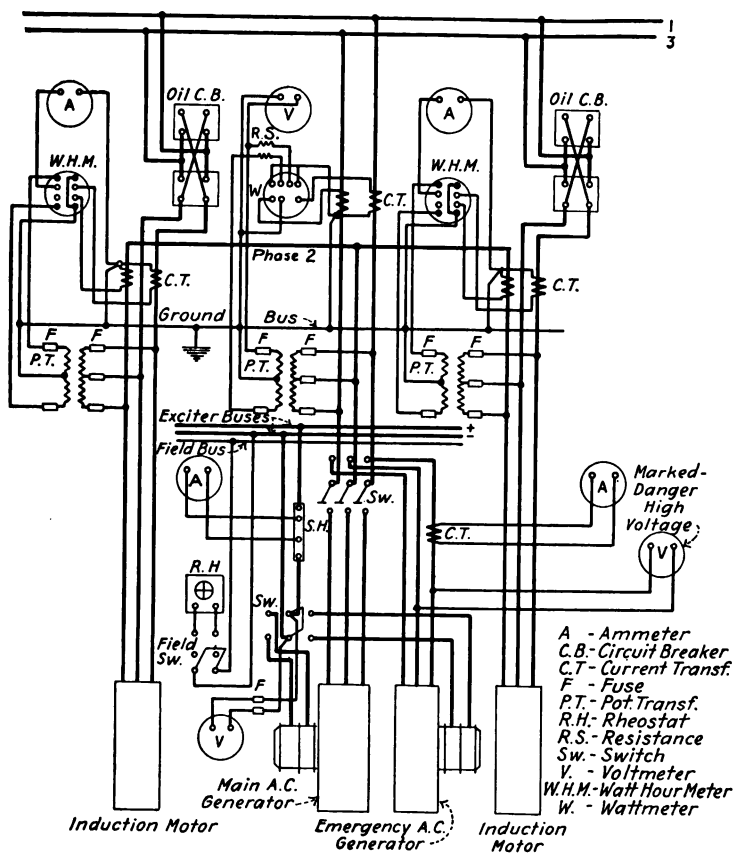 1
3
A
Oil C.B.
V
R.S.
A
Oil C.B.
W.H.M.
W
C.T.
W.H.M.
Phase 2
C.T.
C.T.
Ground
Bus
F
F
P.T.
F
F
P.T.
F
F
P.T.
Exciter Buses
+
-
Field Bus
A
Sw.
A
Marked-
Danger
High
Voltage
S.H.
C.T.
V
R.H
Sw.
Field
Sw.
F
V
A - Ammeter
C.B.- Circuit Breaker
C.T - Current Transf.
F - Fuse
P.T. - Pot. Transf.
R.H.- Rheostat
R.S.- Resistance
Sw.- Switch
V. - Voltmeter
W.H.M.- Watt Hour Meter
W. - Wattmeter
Main A.C.
Generator
Induction Motor
Emergency A.C.
Generator
Induction
Motor